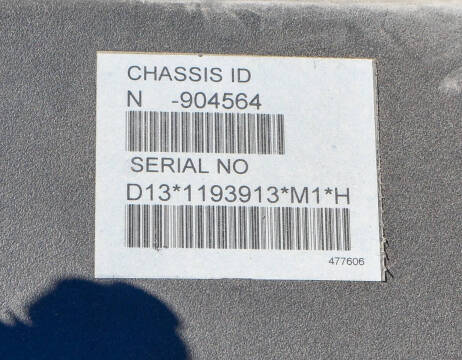 CHASSIS ID
N -904564
SERIAL NO
D13*1193913*M1*H
477606